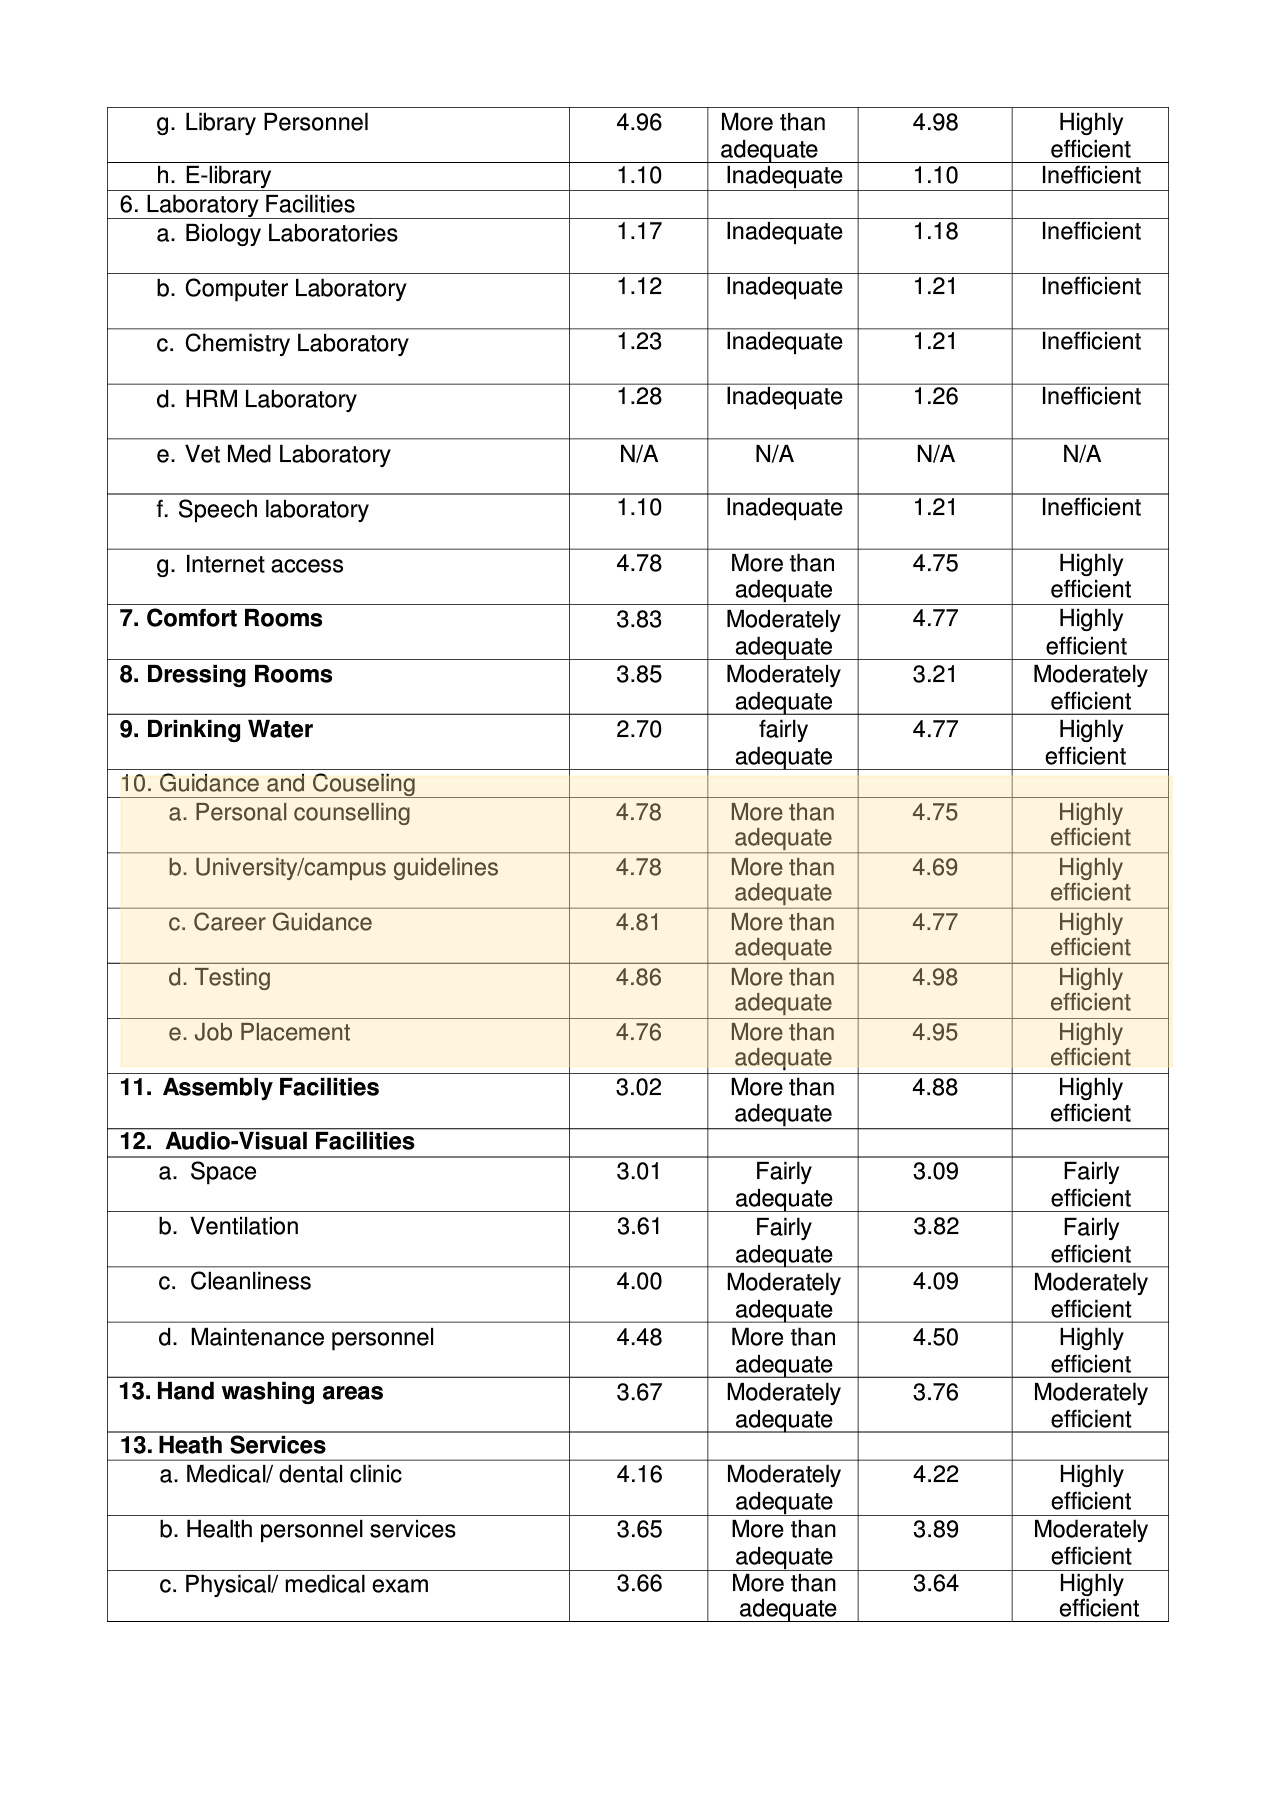 g. Library Personnel 4.96 More than adequate 4.98 Highly efficient
h. E-library 1.10 Inadequate 1.10 Inefficient
6. Laboratory Facilities
a. Biology Laboratories 1.17 Inadequate 1.18 Inefficient
b. Computer Laboratory 1.12 Inadequate 1.21 Inefficient
c. Chemistry Laboratory 1.23 Inadequate 1.21 Inefficient
d. HRM Laboratory 1.28 Inadequate 1.26 Inefficient
e. Vet Med Laboratory N/A N/A N/A N/A
f. Speech laboratory 1.10 Inadequate 1.21 Inefficient
g. Internet access 4.78 More than adequate 4.75 Highly efficient
7. Comfort Rooms 3.83 Moderately adequate 4.77 Highly efficient
8. Dressing Rooms 3.85 Moderately adequate 3.21 Moderately efficient
9. Drinking Water 2.70 fairly adequate 4.77 Highly efficient
10. Guidance and Couseling
a. Personal counselling 4.78 More than adequate 4.75 Highly efficient
b. University/campus guidelines 4.78 More than adequate 4.69 Highly efficient
c. Career Guidance 4.81 More than adequate 4.77 Highly efficient
d. Testing 4.86 More than adequate 4.98 Highly efficient
e. Job Placement 4.76 More than adequate 4.95 Highly efficient
11. Assembly Facilities 3.02 More than adequate 4.88 Highly efficient
12. Audio-Visual Facilities
a. Space 3.01 Fairly adequate 3.09 Fairly efficient
b. Ventilation 3.61 Fairly adequate 3.82 Fairly efficient
c. Cleanliness 4.00 Moderately adequate 4.09 Moderately efficient
d. Maintenance personnel 4.48 More than adequate 4.50 Highly efficient
13. Hand washing areas 3.67 Moderately adequate 3.76 Moderately efficient
13. Heath Services
a. Medical/ dental clinic 4.16 Moderately adequate 4.22 Highly efficient
b. Health personnel services 3.65 More than adequate 3.89 Moderately efficient
c. Physical/ medical exam 3.66 More than adequate 3.64 Highly efficient